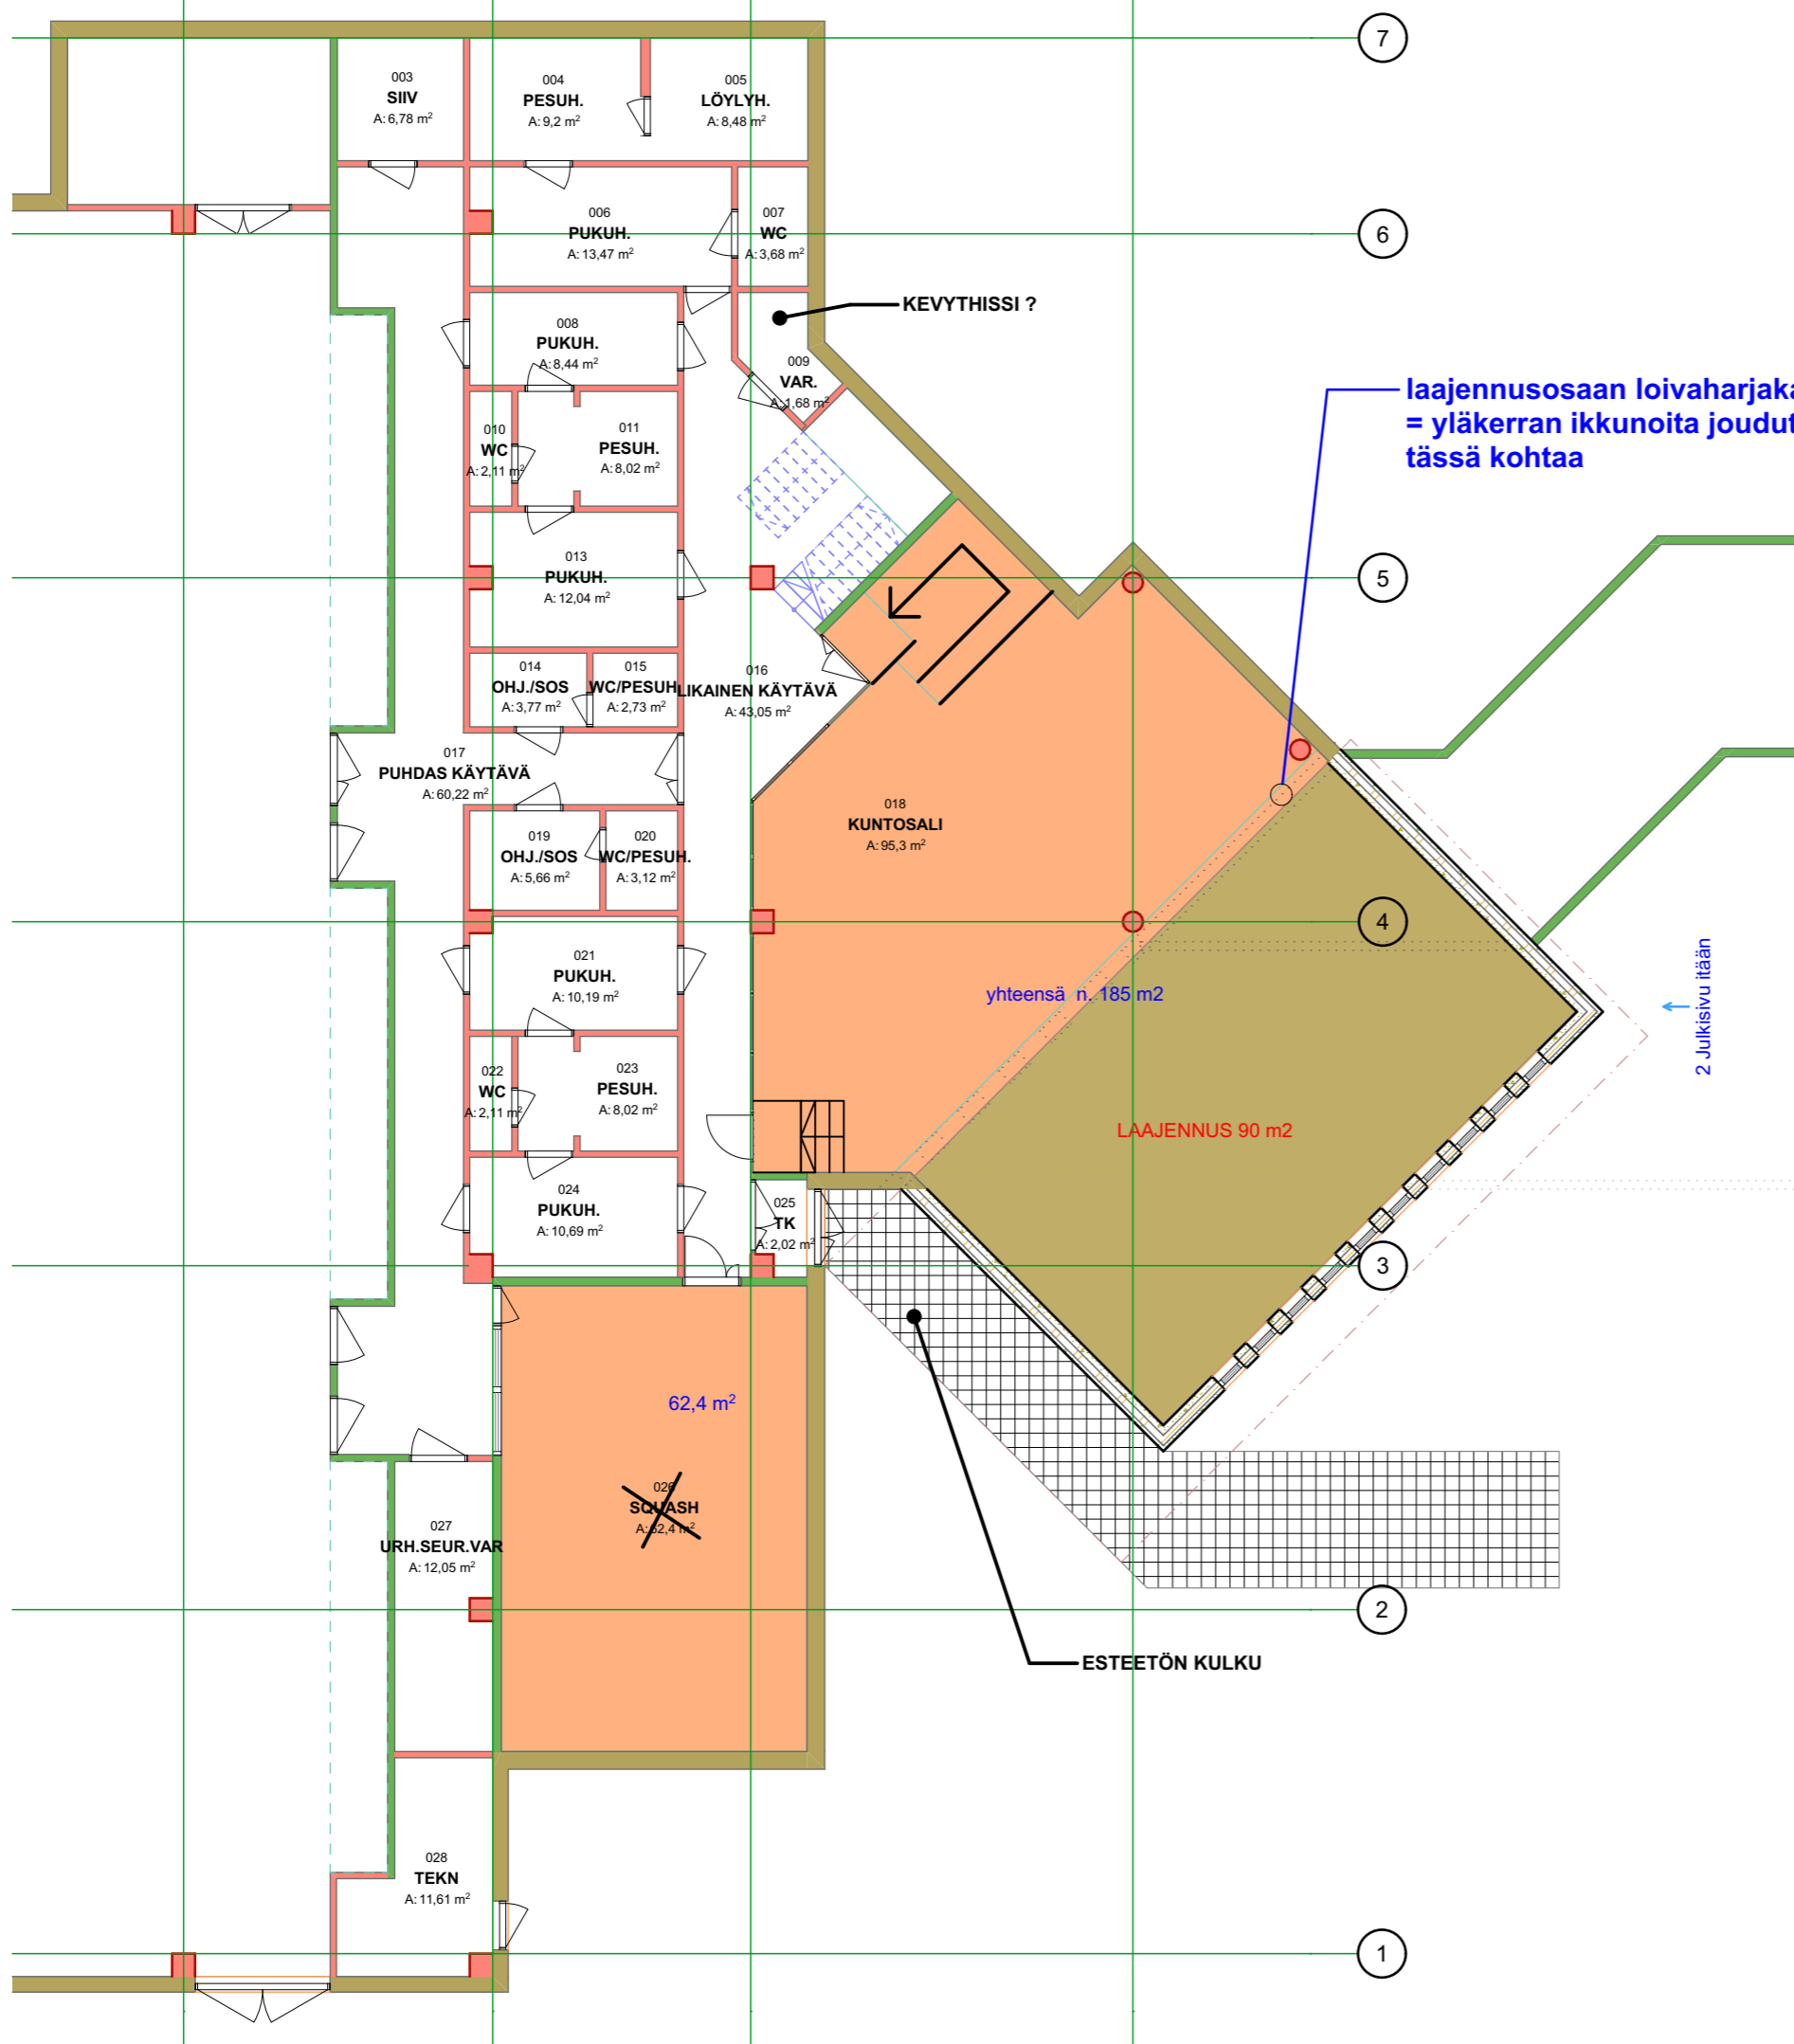 7
003
SIIV
A: 6,78 m²
004
PESUH.
A: 9,2 m²
005
LÖYLYH.
A: 8,48 m²
006
PUKUH.
A: 13,47 m²
007
WC
A: 3,68 m²
6
KEVYTHISSI ?
008
PUKUH.
A: 8,44 m²
009
VAR.
A: 1,68 m²
laajennusosaan loivaharjaka
= yläkerran ikkunoita joudut
tässä kohtaa
010
WC
A: 2,11 m²
011
PESUH.
A: 8,02 m²
013
PUKUH.
A: 12,04 m²
5
014
OHJ./SOS
A: 3,77 m²
015
WC/PESUH.
A: 2,73 m²
016
LIKAINEN KÄYTÄVÄ
A: 43,05 m²
017
PUHDAS KÄYTÄVÄ
A: 60,22 m²
018
KUNTOSALI
A: 95,3 m²
019
OHJ./SOS
A: 5,66 m²
020
WC/PESUH.
A: 3,12 m²
4
021
PUKUH.
A: 10,19 m²
yhteensä n. 185 m2
2 Julkisivu itään
022
WC
A: 2,11 m²
023
PESUH.
A: 8,02 m²
LAAJENNUS 90 m2
024
PUKUH.
A: 10,69 m²
025
TK
A: 2,02 m²
3
62,4 m²
026
SQUASH
A: 62,4 m²
027
URH.SEUR.VAR
A: 12,05 m²
2
ESTEETÖN KULKU
028
TEKN
A: 11,61 m²
1